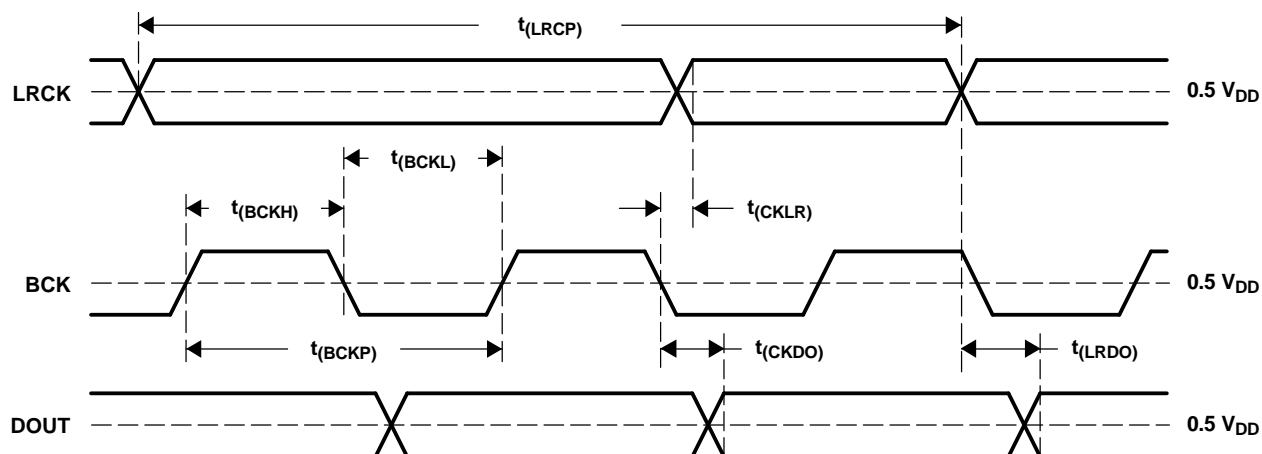 t(LRCP)
LRCK
0.5 VDD
t(BCKL)
t(BCKH)
t(CKLR)
BCK
0.5 VDD
t(BCKP)
t(CKDO)
t(LRDO)
DOUT
0.5 VDD